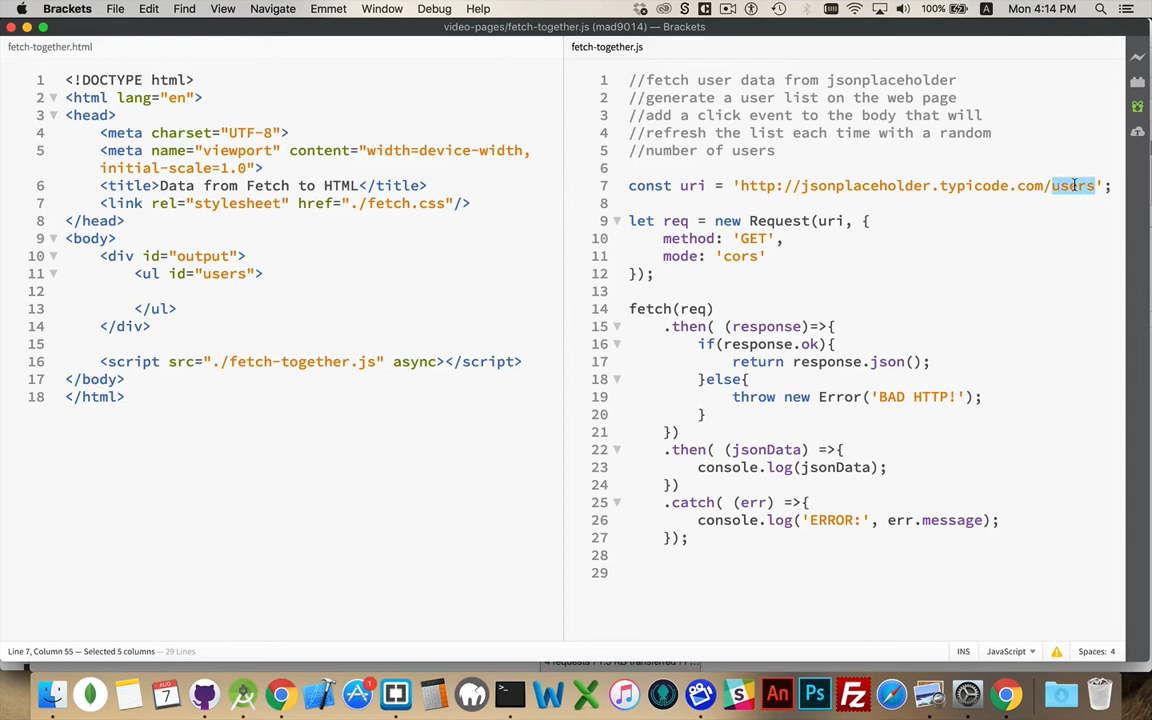 Brackets File Edit Find View Navigate Emmet Window Debug Help 100% Mon 4:14 PM
video-pages/fetch-together.js (mad9014) — Brackets
fetch-together.html
1 <!DOCTYPE html>
2 <html lang="en">
3 <head>
4 <meta charset="UTF-8">
5 <meta name="viewport" content="width=device-width,
initial-scale=1.0">
6 <title>Data from Fetch to HTML</title>
7 <link rel="stylesheet" href="./fetch.css"/>
8 </head>
9 <body>
10 <div id="output">
11 <ul id="users">
12
13 </ul>
14 </div>
15
16 <script src="./fetch-together.js" async></script>
17 </body>
18 </html>
fetch-together.js
1 //fetch user data from jsonplaceholder
2 //generate a user list on the web page
3 //add a click event to the body that will
4 //refresh the list each time with a random
5 //number of users
6
7 const uri = 'http://jsonplaceholder.typicode.com/users';
8
9 let req = new Request(uri, {
10 method: 'GET',
11 mode: 'cors'
12 });
13
14 fetch(req)
15 .then( (response)=>{
16 if(response.ok){
17 return response.json();
18 }else{
19 throw new Error('BAD HTTP!');
20 }
21 })
22 .then( (jsonData) =>{
23 console.log(jsonData);
24 })
25 .catch( (err) =>{
26 console.log('ERROR:', err.message);
27 });
28
29
Line 7, Column 55 — Selected 5 columns — 29 Lines
INS JavaScript Spaces: 4
AUG 7 1 An Ps Fz